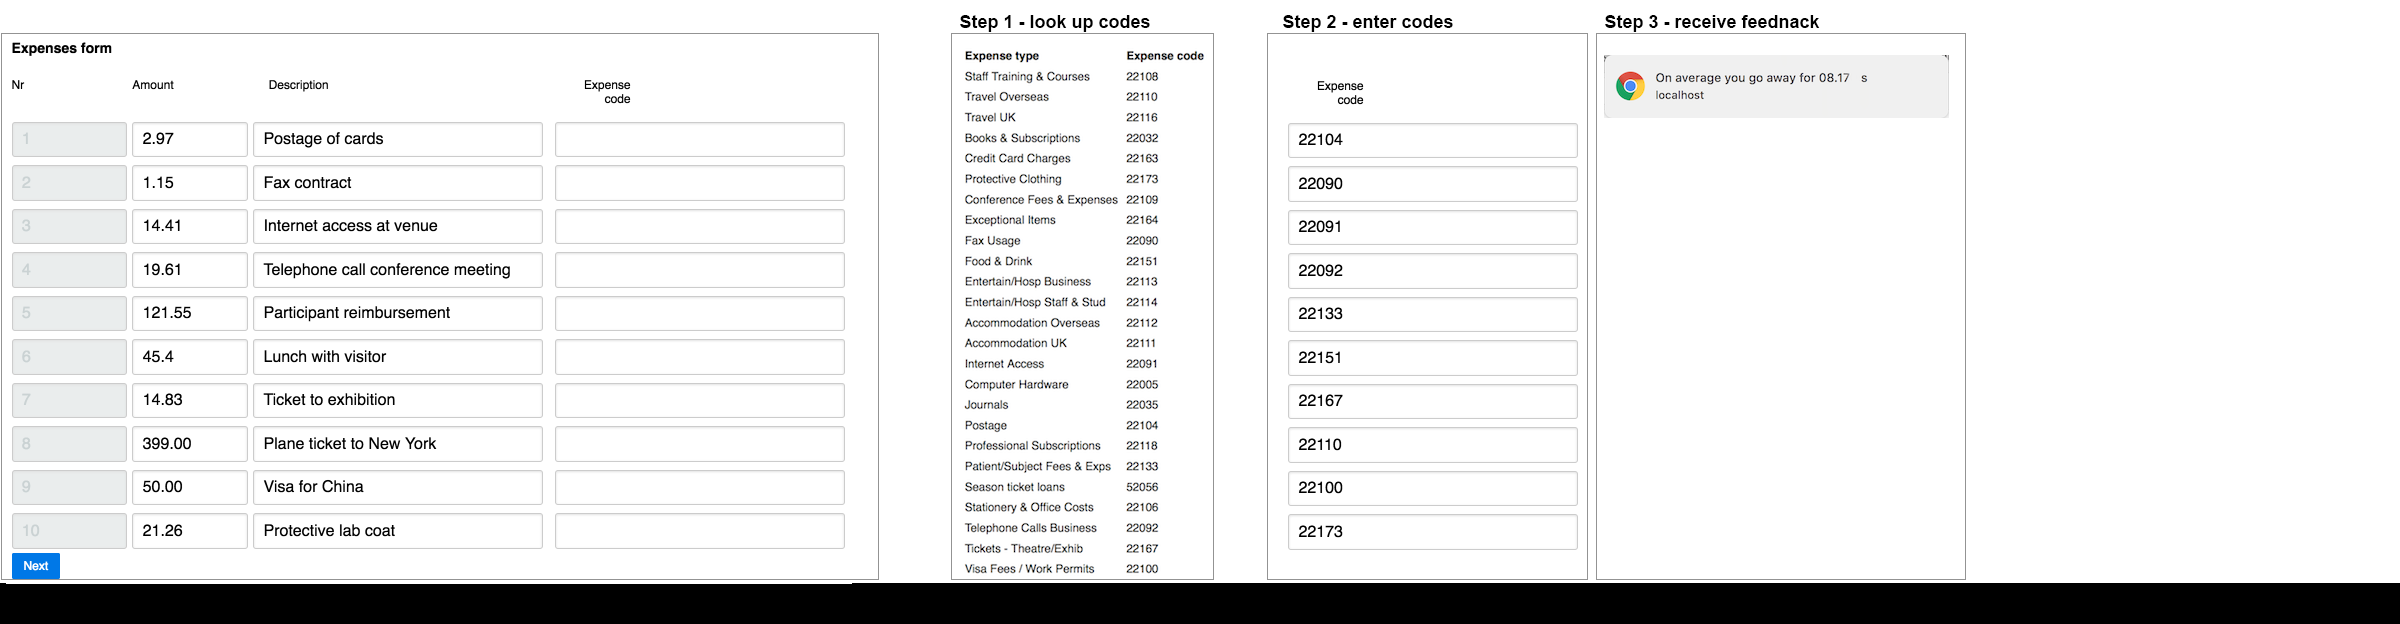 Expenses form
Nr Amount Description Expense code
1 2.97 Postage of cards
2 1.15 Fax contract
3 14.41 Internet access at venue
4 19.61 Telephone call conference meeting
5 121.55 Participant reimbursement
6 45.4 Lunch with visitor
7 14.83 Ticket to exhibition
8 399.00 Plane ticket to New York
9 50.00 Visa for China
10 21.26 Protective lab coat
Next
Step 1 - look up codes
Expense type Expense code
Staff Training & Courses 22108
Travel Overseas 22110
Travel UK 22116
Books & Subscriptions 22032
Credit Card Charges 22163
Protective Clothing 22173
Conference Fees & Expenses 22109
Exceptional Items 22164
Fax Usage 22090
Food & Drink 22151
Entertain/Hosp Business 22113
Entertain/Hosp Staff & Stud 22114
Accommodation Overseas 22112
Accommodation UK 22111
Internet Access 22091
Computer Hardware 22005
Journals 22035
Postage 22104
Professional Subscriptions 22118
Patient/Subject Fees & Exps 22133
Season ticket loans 52056
Stationery & Office Costs 22106
Telephone Calls Business 22092
Tickets - Theatre/Exhib 22167
Visa Fees / Work Permits 22100
Step 2 - enter codes
Expense
code
22104
22090
22091
22092
22133
22151
22167
22110
22100
22173
Step 3 - receive feednack
On average you go away for 08.17 s
localhost